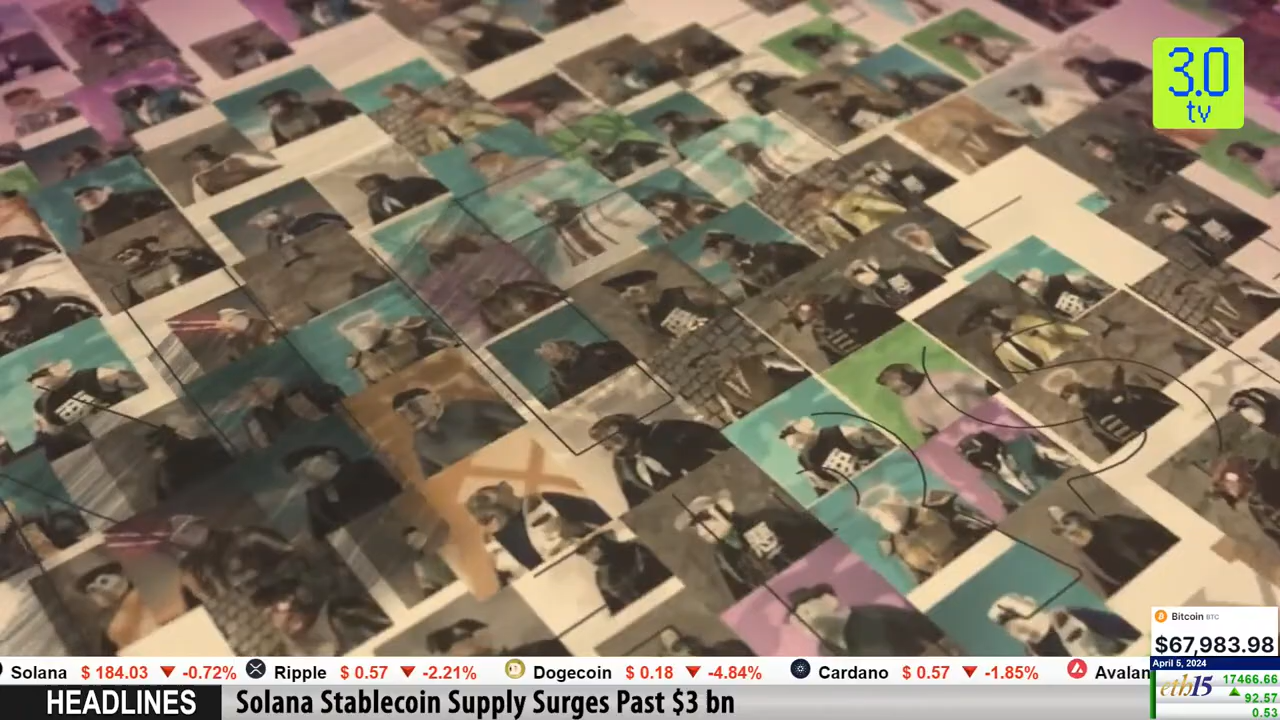 3.0
tv
Bitcoin BTC
$67,983.98
April 5, 2024
Solana $ 184.03 -0.72% Ripple $ 0.57 -2.21% Dogecoin $ 0.18 -4.84% Cardano $ 0.57 -1.85% Avalan
eth15
17466.66
92.57
0.53
HEADLINES
Solana Stablecoin Supply Surges Past $3 bn